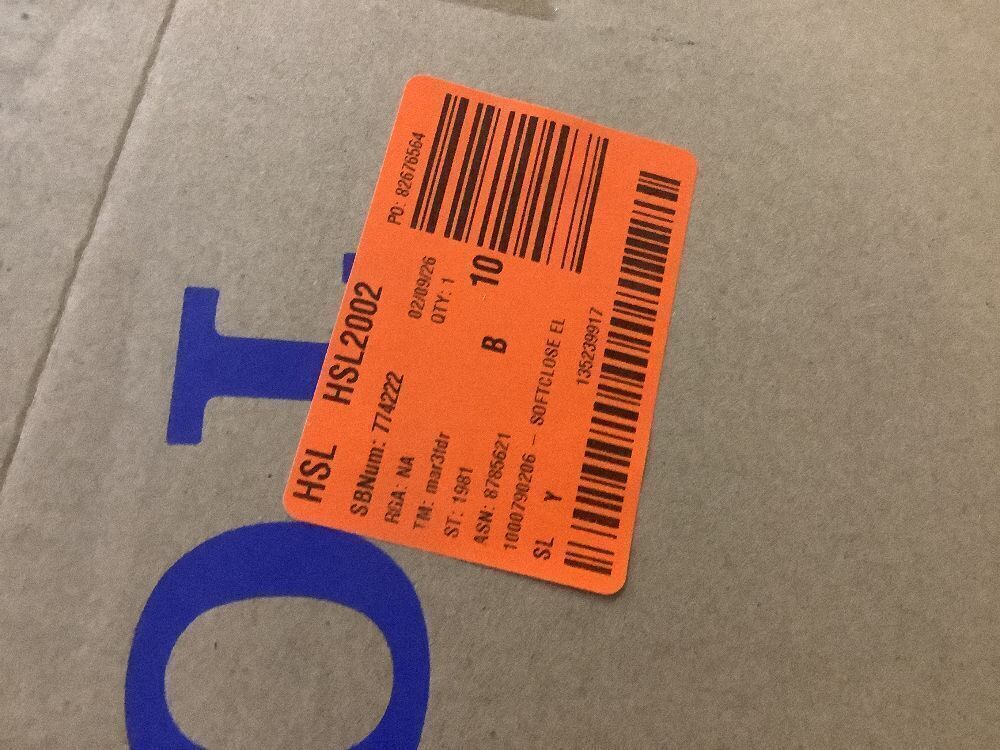 HSL HSL2002
SBNum: 774222 02/09/26 PO: 82676564
RGA: NA QTY: 1
TM: mar3tdr
ST: 1981
ASN: 8785621 B 10
1000790206 - SOFTCLOSE EL
SL Y
135239917
O